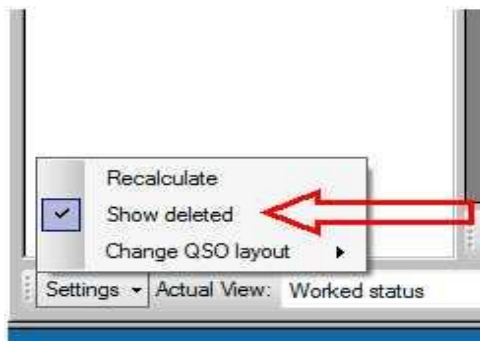 Recalculate
Show deleted
Change QSO layout
Settings Actual View: Worked status